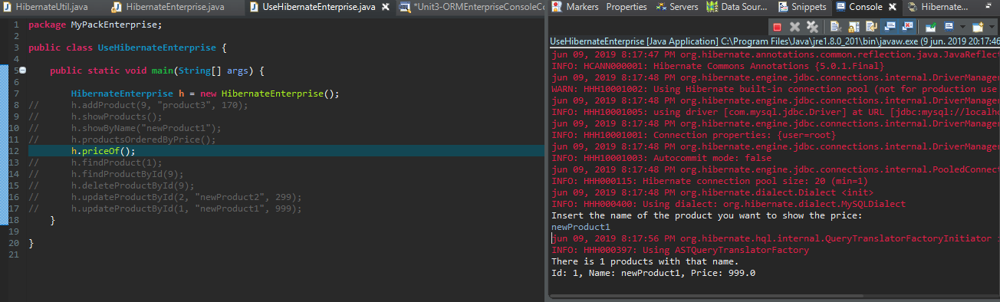 HibernateUtil.java
HibernateEnterprise.java
UseHibernateEnterprise.java
*Unit3-ORMEnterpriseConsoleCo
Markers
Properties
Servers
Data Sour...
Snippets
Console
Hibernate...
UseHibernateEnterprise [Java Application] C:\Program Files\Java\jre1.8.0_201\bin\javaw.exe (9 jun. 2019 20:17:46
1 package MyPackEnterprise;
2
3 public class UseHibernateEnterprise {
4
5 public static void main(String[] args) {
6
7 HibernateEnterprise h = new HibernateEnterprise();
8 // h.addProduct(9, "product3", 170);
9 // h.showProducts();
10 // h.showByName("newProduct1");
11 // h.productsOrderedByPrice();
12 h.priceOf();
13 // h.findProduct(1);
14 // h.findProductById(9);
15 // h.deleteProductById(9);
16 // h.updateProductById(2, "newProduct2", 299);
17 // h.updateProductById(1, "newProduct1", 999);
18 }
19
20 }
21
jun 09, 2019 8:17:47 PM org.hibernate.annotations.common.reflection.java.JavaReflect
INFO: HCANN000001: Hibernate Commons Annotations {5.0.1.Final}
jun 09, 2019 8:17:48 PM org.hibernate.engine.jdbc.connections.internal.DriverManager
WARN: HHH10001002: Using Hibernate built-in connection pool (not for production use
jun 09, 2019 8:17:48 PM org.hibernate.engine.jdbc.connections.internal.DriverManager
INFO: HHH10001005: using driver [com.mysql.jdbc.Driver] at URL [jdbc:mysql://localho
jun 09, 2019 8:17:48 PM org.hibernate.engine.jdbc.connections.internal.DriverManager
INFO: HHH10001001: Connection properties: {user=root}
jun 09, 2019 8:17:48 PM org.hibernate.engine.jdbc.connections.internal.DriverManager
INFO: HHH10001003: Autocommit mode: false
jun 09, 2019 8:17:48 PM org.hibernate.engine.jdbc.connections.internal.PooledConnect
INFO: HHH000115: Hibernate connection pool size: 20 (min=1)
jun 09, 2019 8:17:48 PM org.hibernate.dialect.Dialect <init>
INFO: HHH000400: Using dialect: org.hibernate.dialect.MySQLDialect
Insert the name of the product you want to show the price:
newProduct1
jun 09, 2019 8:17:56 PM org.hibernate.hql.internal.QueryTranslatorFactoryInitiator
INFO: HHH000397: Using ASTQueryTranslatorFactory
There is 1 products with that name.
Id: 1, Name: newProduct1, Price: 999.0